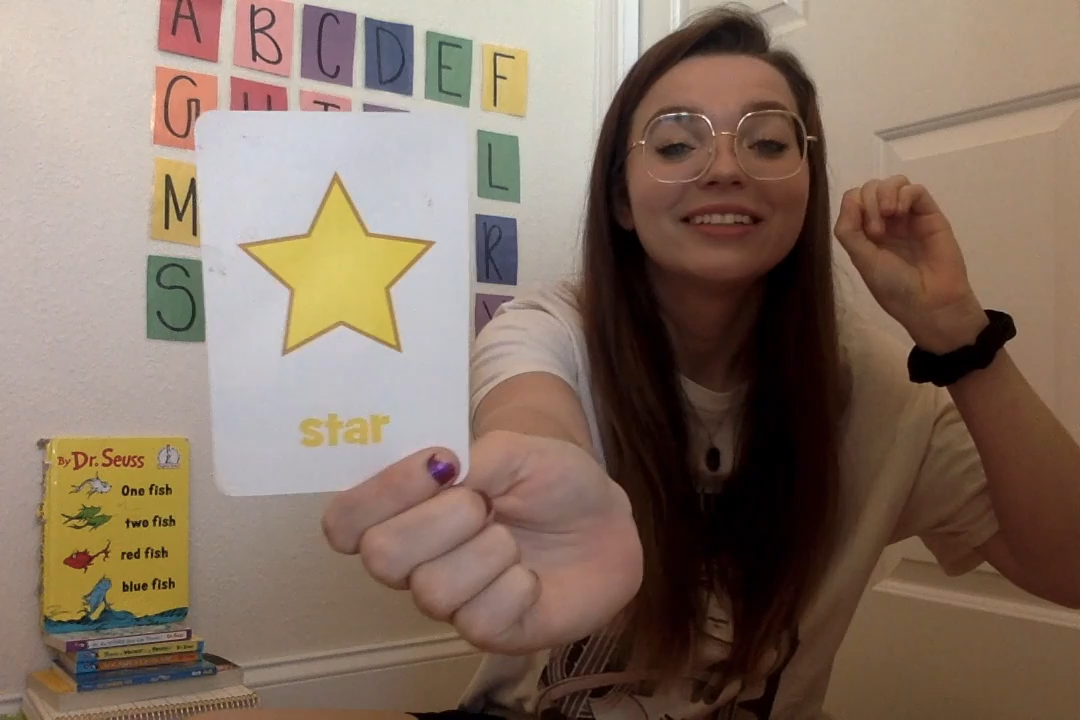 A B C D E F
G
L
M
R
S
star
By Dr. Seuss
One fish
two fish
red fish
blue fish